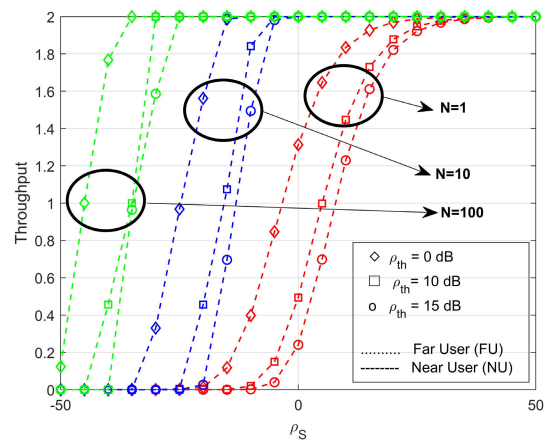 2
1.8
1.6
1.4
1.2
1
0.8
0.6
0.4
0.2
0
Throughput
N=1
N=10
N=100
ρth = 0 dB
ρth = 10 dB
ρth = 15 dB
Far User (FU)
Near User (NU)
-50
0
50
ρS